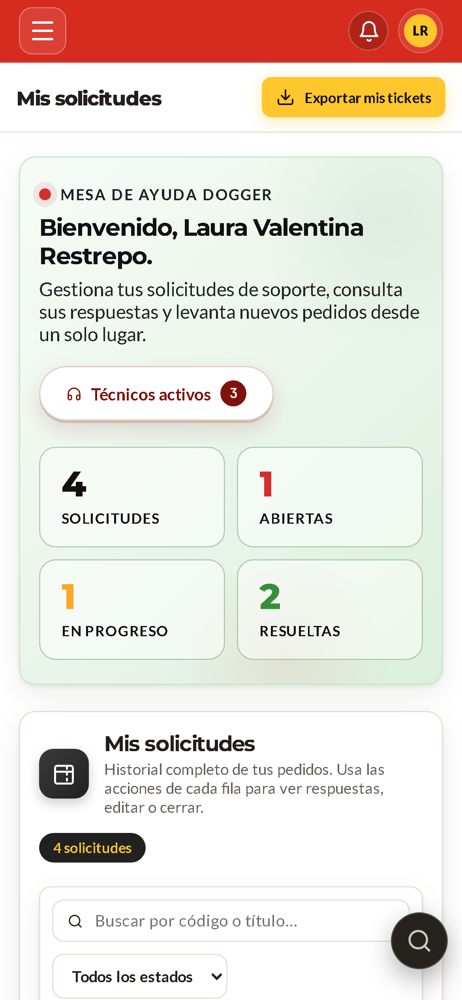 LR
Mis solicitudes
Exportar mis tickets
MESA DE AYUDA DOGGER
Bienvenido, Laura Valentina
Restrepo.
Gestiona tus solicitudes de soporte, consulta
sus respuestas y levanta nuevos pedidos desde
un solo lugar.
Técnicos activos 3
4
SOLICITUDES
1
ABIERTAS
1
EN PROGRESO
2
RESUELTAS
Mis solicitudes
Historial completo de tus pedidos. Usa las
acciones de cada fila para ver respuestas,
editar o cerrar.
4 solicitudes
Buscar por código o título...
Todos los estados